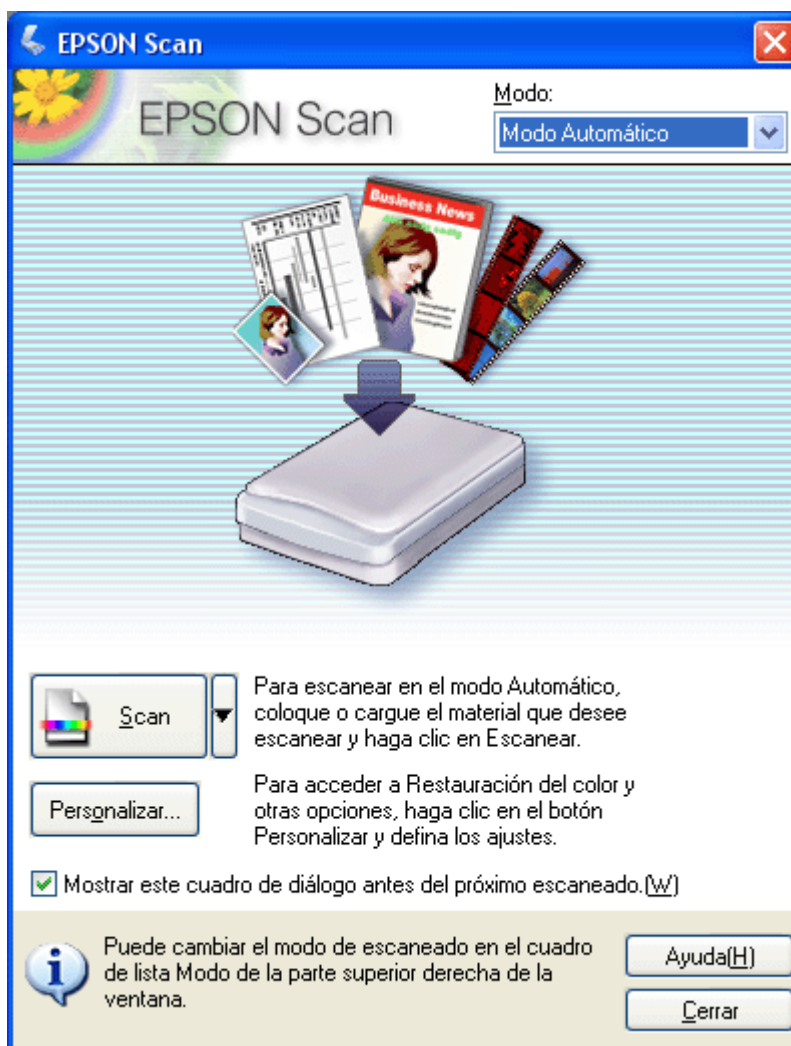 EPSON Scan
EPSON Scan
Modo:
Modo Automático
Business News
Scan
Para escanear en el modo Automático,
coloque o cargue el material que desee
escanear y haga clic en Escanear.
Personalizar...
Para acceder a Restauración del color y
otras opciones, haga clic en el botón
Personalizar y defina los ajustes.
Mostrar este cuadro de diálogo antes del próximo escaneado.(W)
Puede cambiar el modo de escaneado en el cuadro
de lista Modo de la parte superior derecha de la
ventana.
Ayuda(H)
Cerrar